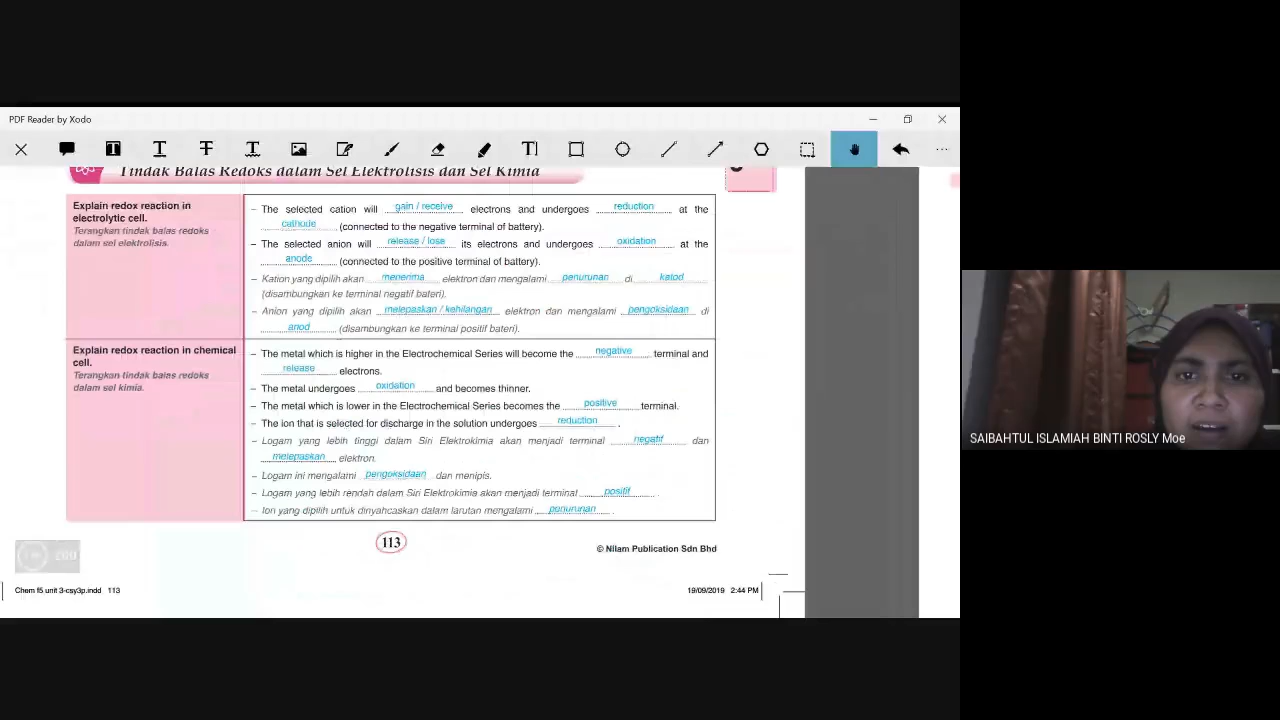 PDF Reader by Xodo
Tindak Balas Redoks dalam Sel Elektrolisis dan Sel Kimia
Explain redox reaction in
electrolytic cell.
Terangkan tindak balas redoks
dalam sel elektrolisis.
– The selected cation will gain / receive electrons and undergoes reduction at the
cathode (connected to the negative terminal of battery).
– The selected anion will release / loss its electrons and undergoes oxidation at the
anode (connected to the positive terminal of battery).
– Kation yang dipilih akan menerima elektron dan mengalami penurunan di katod
(disambungkan ke terminal negatif bateri).
– Anion yang dipilih akan melepaskan / kehilangan elektron dan mengalami pengoksidaan di
anod (disambungkan ke terminal positif bateri).
Explain redox reaction in chemical
cell.
Terangkan tindak balas redoks
dalam sel kimia.
– The metal which is higher in the Electrochemical Series will become the negative terminal and
release electrons.
– The metal undergoes oxidation and becomes thinner.
– The metal which is lower in the Electrochemical Series becomes the positive terminal.
– The ion that is selected for discharge in the solution undergoes reduction .
– Logam yang lebih tinggi dalam Siri Elektrokimia akan menjadi terminal negatif dan
melepaskan elektron.
– Logam ini mengalami pengoksidaan dan menipis.
– Logam yang lebih rendah dalam Siri Elektrokimia akan menjadi terminal positif .
– Ion yang dipilih untuk dinyahcaskan dalam larutan mengalami penurunan .
113
© Nilam Publication Sdn Bhd
Chem f5 unit 3-csy3p.indd 113
19/09/2019 2:44 PM
SAIBAHTUL ISLAMIAH BINTI ROSLY Moe